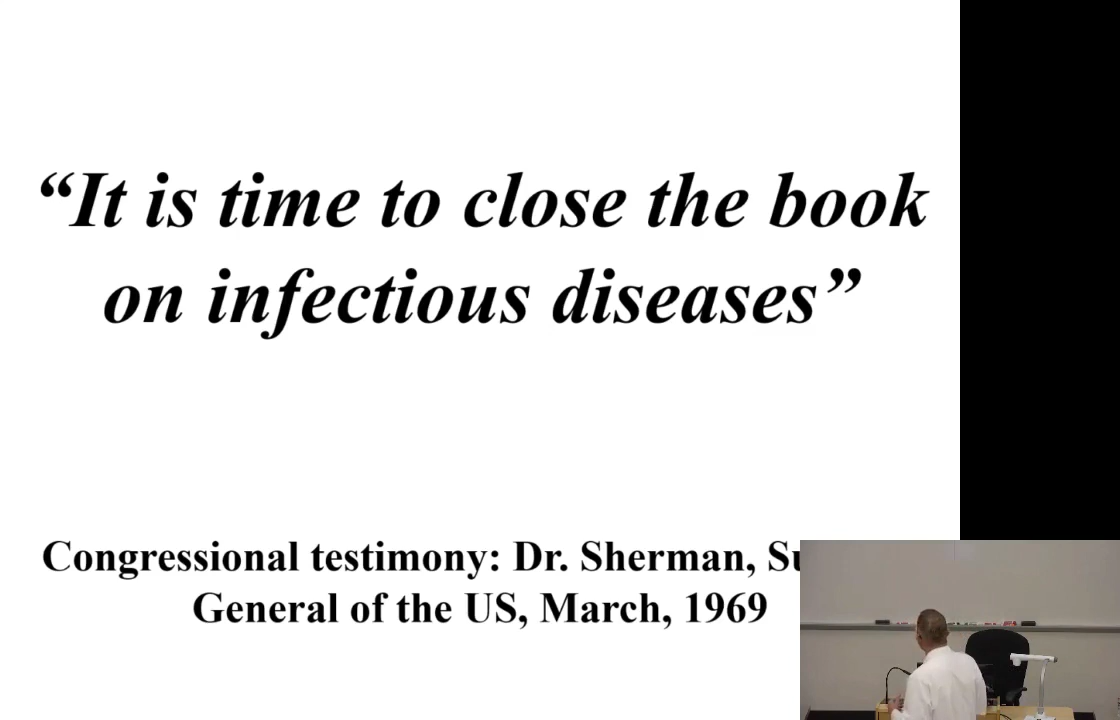 “It is time to close the book
on infectious diseases”
Congressional testimony: Dr. Sherman,
General of the US, March, 1969